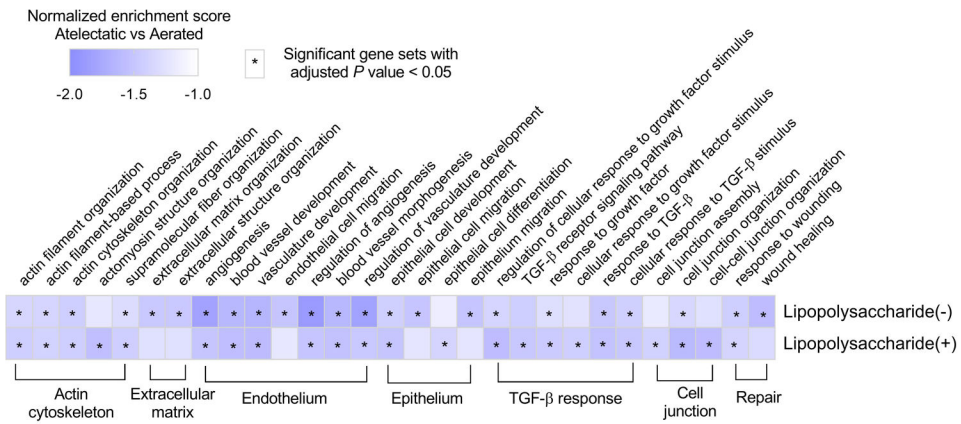 Normalized enrichment score
Atelectatic vs Aerated
-2.0 -1.5 -1.0
* Significant gene sets with
adjusted P value < 0.05
actin filament organization
actin filament-based process
actin cytoskeleton organization
actomyosin structure organization
supramolecular fiber organization
extracellular matrix organization
extracellular structure organization
angiogenesis
blood vessel development
vasculature development
endothelial cell migration
regulation of angiogenesis
blood vessel morphogenesis
regulation of vasculature development
epithelial cell development
epithelial cell migration
epithelial cell differentiation
epithelium migration
regulation of cellular response to growth factor stimulus
TGF-β receptor signaling pathway
response to growth factor
cellular response to growth factor stimulus
response to TGF-β
cellular response to TGF-β stimulus
cell junction assembly
cell junction organization
cell-cell junction organization
response to wounding
wound healing
* * * * * * * * * * * * * * * * * * * * * * * Lipopolysaccharide(-)
* * * * * * * * * * * * * * * * * * * * * * * Lipopolysaccharide(+)
Actin
cytoskeleton
Extracellular
matrix
Endothelium
Epithelium
TGF-β response
Cell
junction
Repair